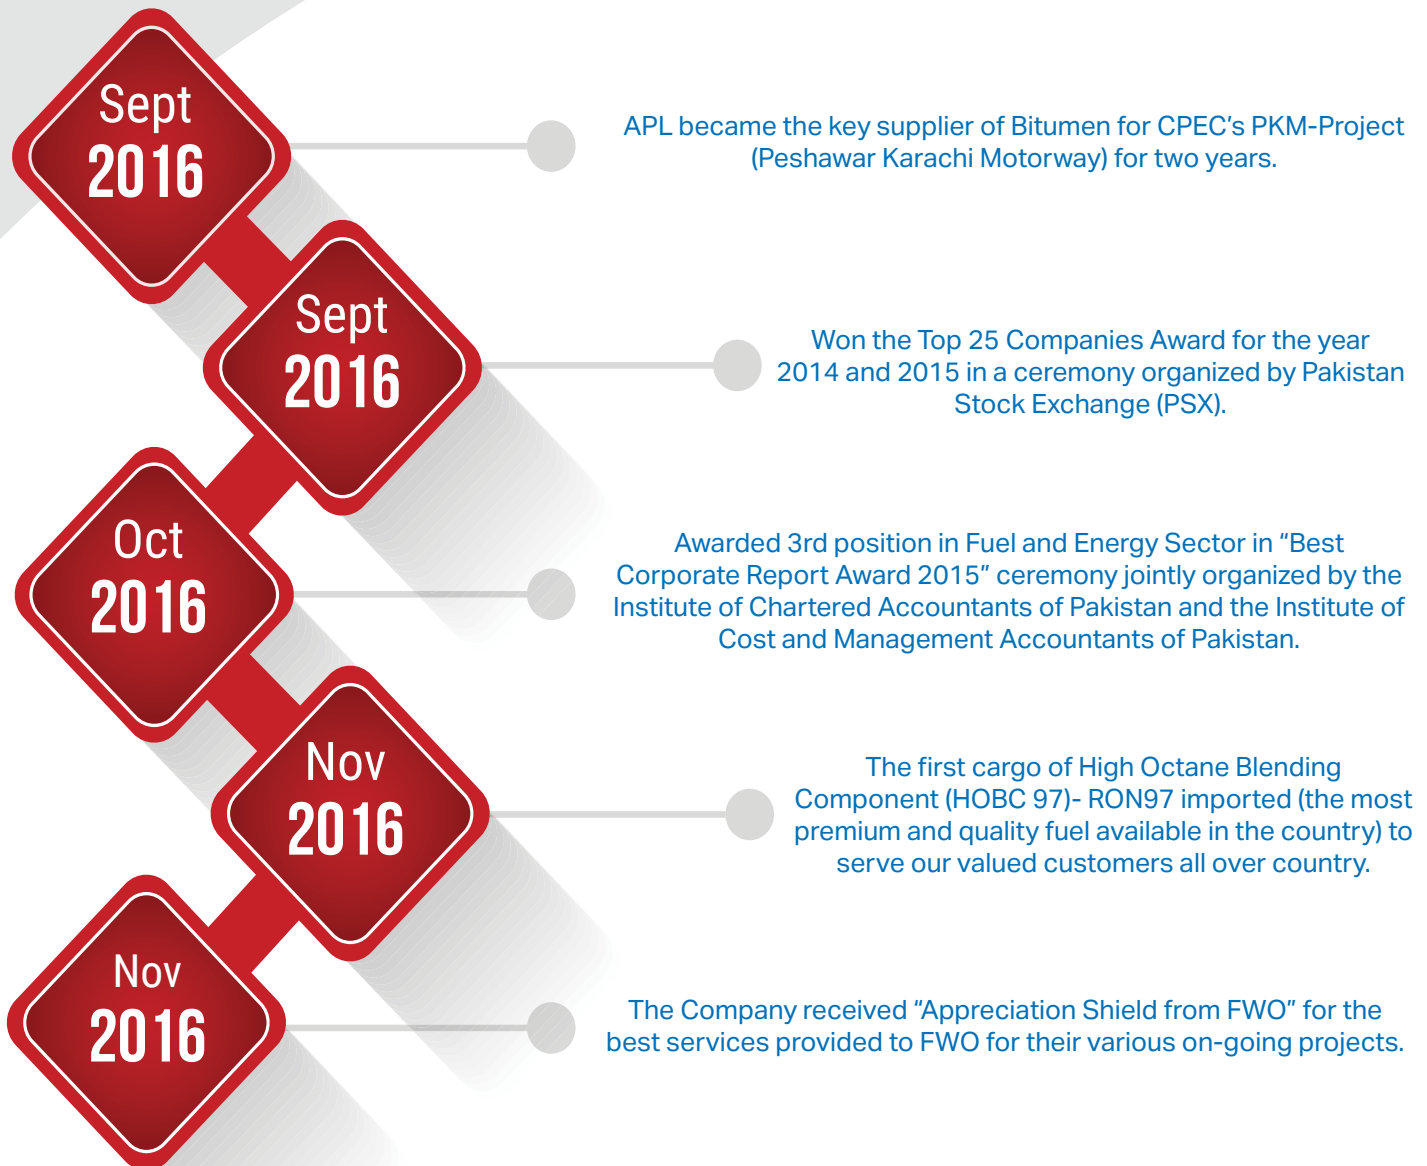 Sept
2016
APL became the key supplier of Bitumen for CPEC’s PKM-Project
(Peshawar Karachi Motorway) for two years.
Sept
2016
Won the Top 25 Companies Award for the year
2014 and 2015 in a ceremony organized by Pakistan
Stock Exchange (PSX).
Oct
2016
Awarded 3rd position in Fuel and Energy Sector in “Best
Corporate Report Award 2015” ceremony jointly organized by the
Institute of Chartered Accountants of Pakistan and the Institute of
Cost and Management Accountants of Pakistan.
Nov
2016
The first cargo of High Octane Blending
Component (HOBC 97)- RON97 imported (the most
premium and quality fuel available in the country) to
serve our valued customers all over country.
Nov
2016
The Company received “Appreciation Shield from FWO” for the
best services provided to FWO for their various on-going projects.